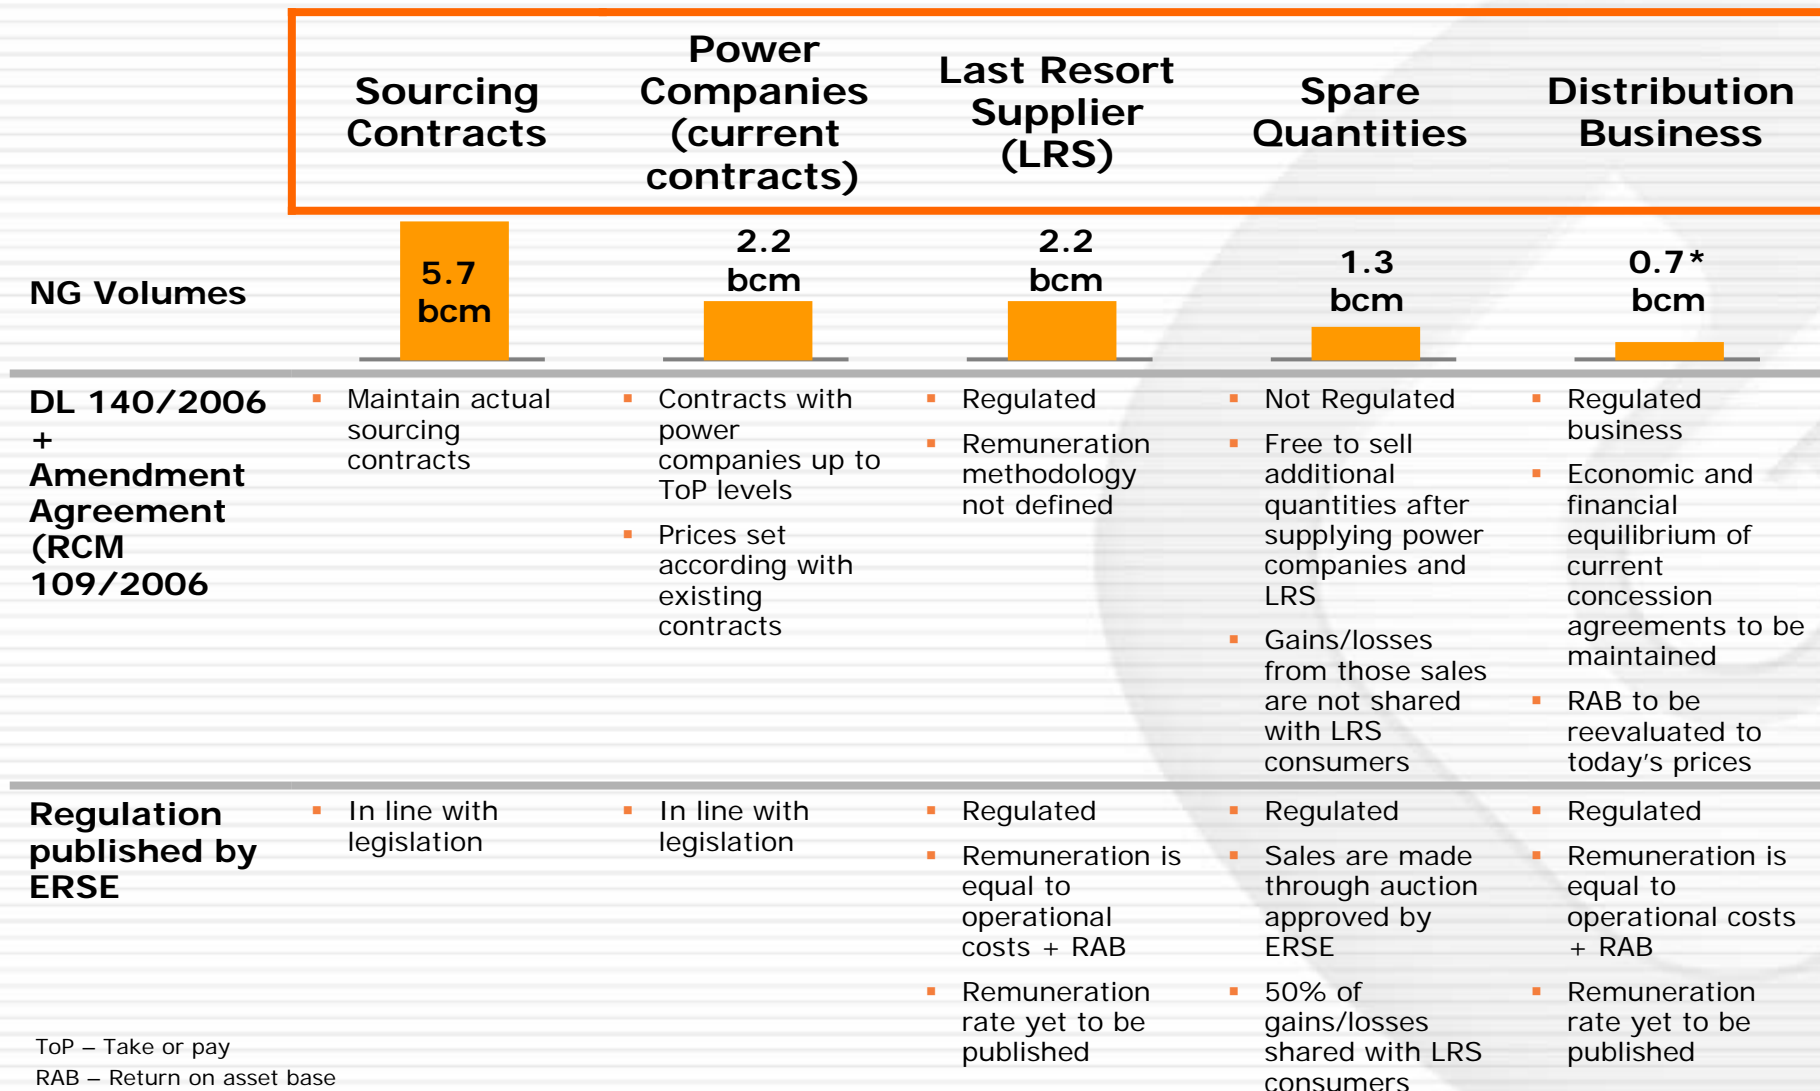 Sourcing
Contracts
Power
Companies
(current
contracts)
Last Resort
Supplier
(LRS)
Spare
Quantities
Distribution
Business
NG Volumes
5.7
bcm
2.2
bcm
2.2
bcm
1.3
bcm
0.7*
bcm
DL 140/2006
+
Amendment
Agreement
(RCM
109/2006
Maintain actual
sourcing
contracts
Contracts with
power
companies up to
ToP levels
Prices set
according with
existing
contracts
Regulated
Remuneration
methodology
not defined
Not Regulated
Free to sell
additional
quantities after
supplying power
companies and
LRS
Gains/losses
from those sales
are not shared
with LRS
consumers
Regulated
business
Economic and
financial
equilibrium of
current
concession
agreements to be
maintained
RAB to be
reevaluated to
today's prices
Regulation
published by
ERSE
In line with
legislation
In line with
legislation
Regulated
Remuneration is
equal to
operational
costs + RAB
Remuneration
rate yet to be
published
Regulated
Sales are made
through auction
approved by
ERSE
50% of
gains/losses
shared with LRS
consumers
Regulated
Remuneration is
equal to
operational costs
+ RAB
Remuneration
rate yet to be
published
ToP – Take or pay
RAB – Return on asset base